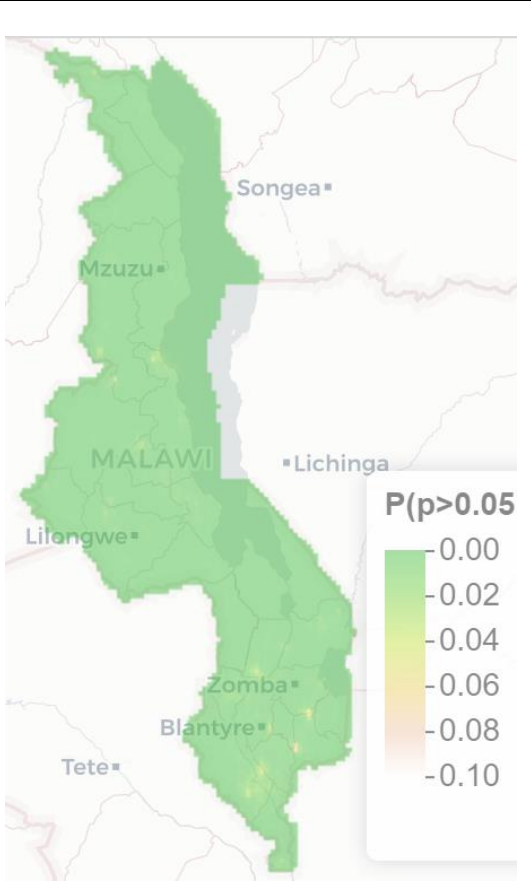 Songea
Mzuzu
MALAWI
Lichinga
Lilongwe
P(p>0.05
0.00
0.02
0.04
0.06
0.08
0.10
Zomba
Blantyre
Tete